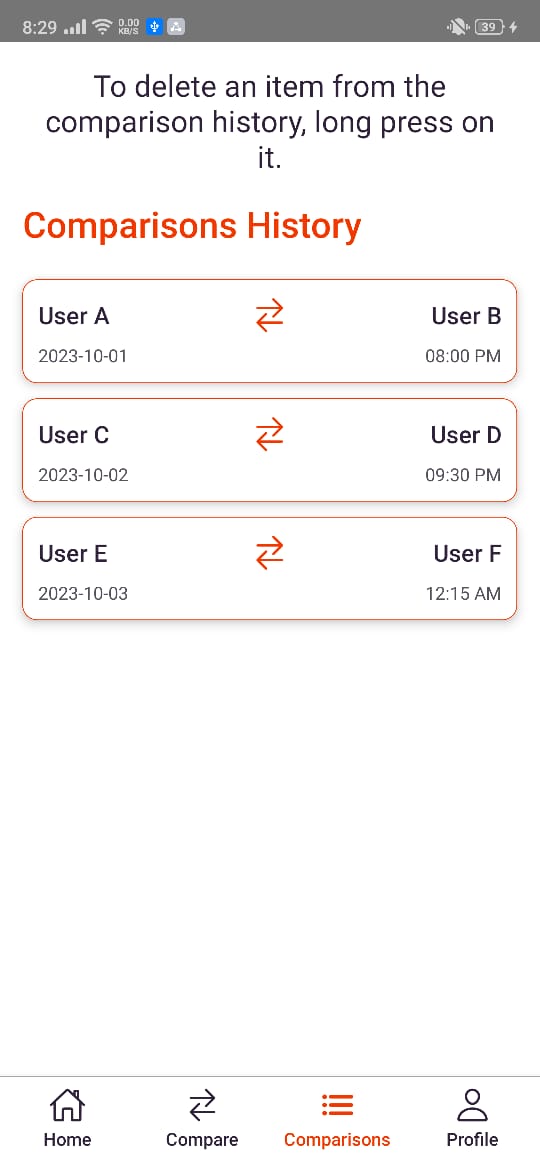 8:29 0.00 KB/S 39
To delete an item from the
comparison history, long press on
it.
Comparisons History
User A User B
2023-10-01 08:00 PM
User C User D
2023-10-02 09:30 PM
User E User F
2023-10-03 12:15 AM
Home Compare Comparisons Profile